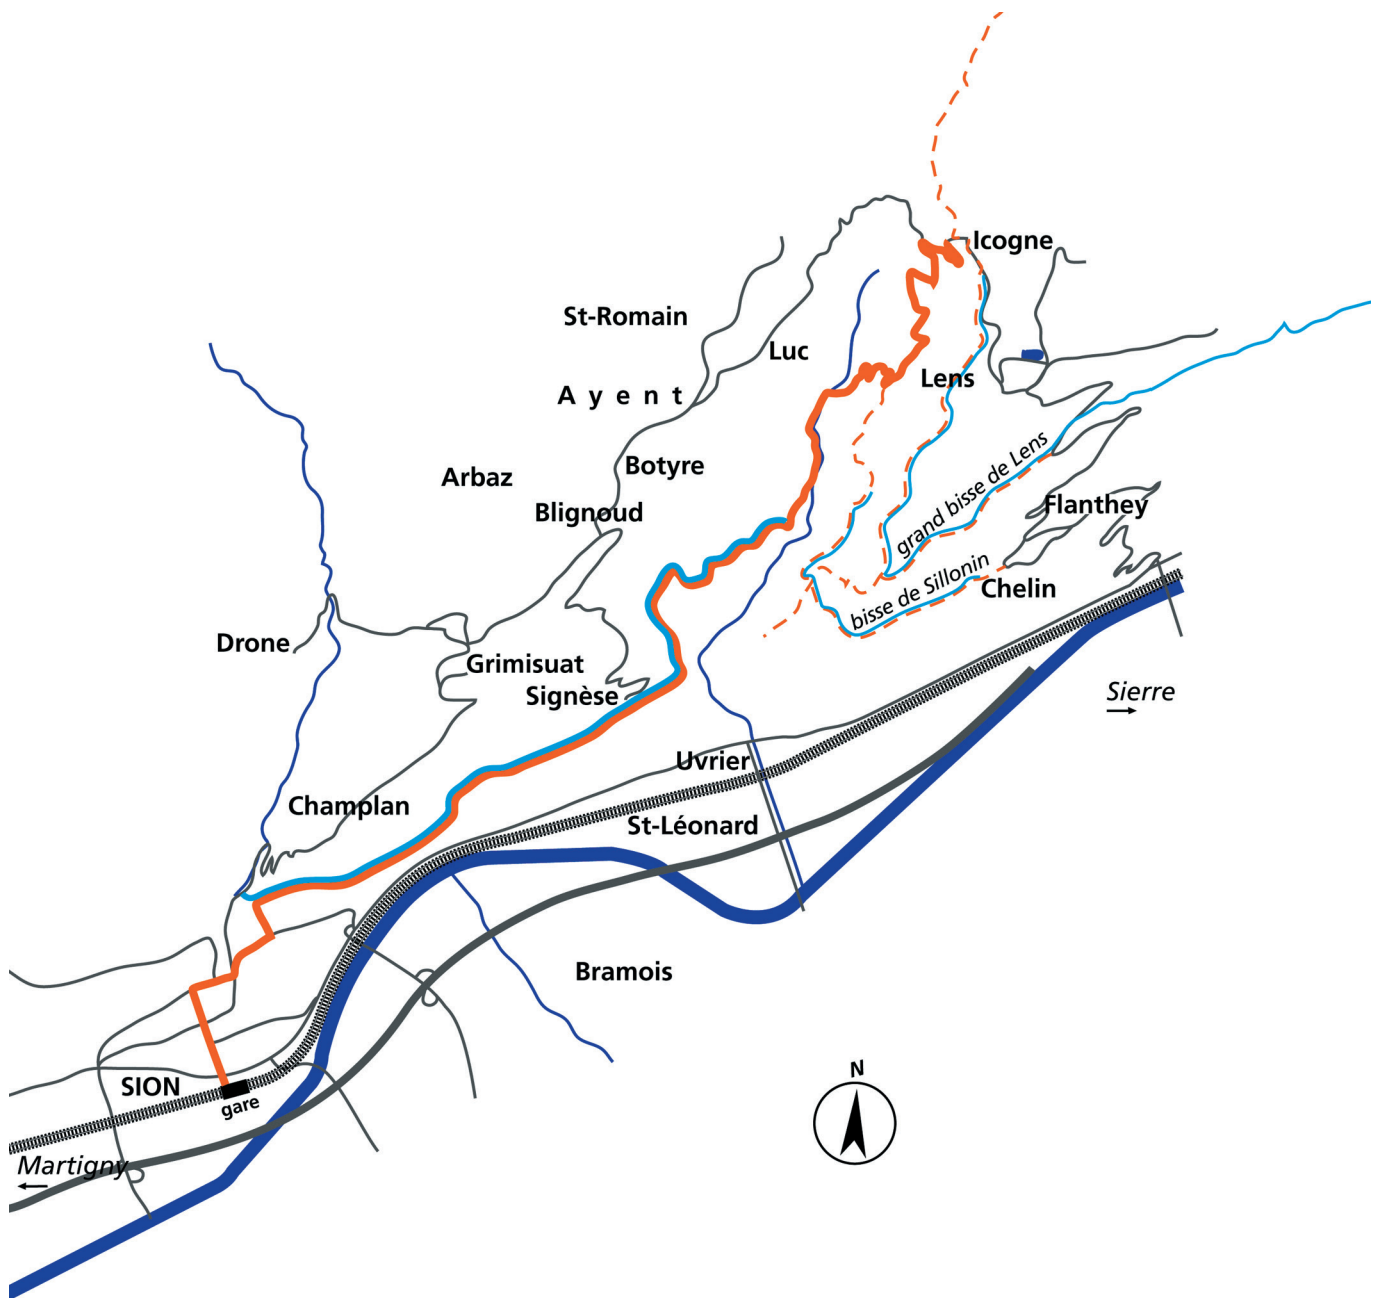 Icogne
St-Romain
Luc
Lens
Ayent
Botyre
Arbaz
Blignoud
grand bisse de Lens
Flanthey
bisse de Sillonin
Chelin
Drone
Grimisuat
Signèse
Sierre
Uvrier
Champlan
St-Léonard
Bramois
N
SION
gare
Martigny